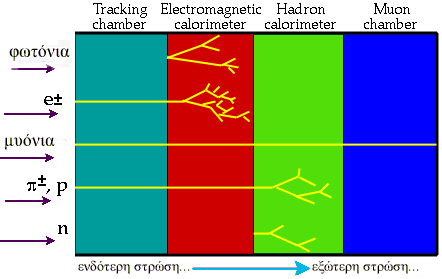 Tracking chamber
Electromagnetic calorimeter
Hadron calorimeter
Muon chamber
φωτόνια
e±
μυόνια
π±, p
n
ενδότερη στρώση...
εξώτερη στρώση...